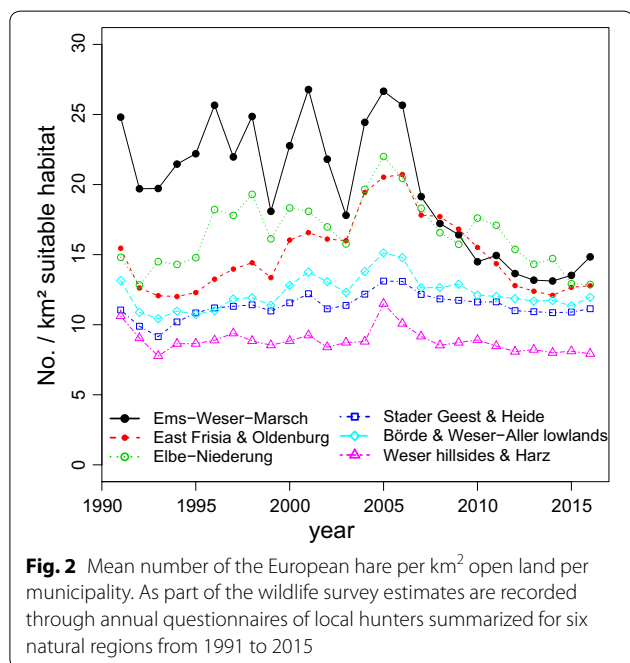 No. / km² suitable habitat
30
25
20
15
10
5
0
Ems−Weser−Marsch
East Frisia & Oldenburg
Elbe−Niederung
Stader Geest & Heide
Börde & Weser−Aller lowlands
Weser hillsides & Harz
1990 1995 2000 2005 2010 2015
year
Fig. 2 Mean number of the European hare per km² open land per
municipality. As part of the wildlife survey estimates are recorded
through annual questionnaires of local hunters summarized for six
natural regions from 1991 to 2015